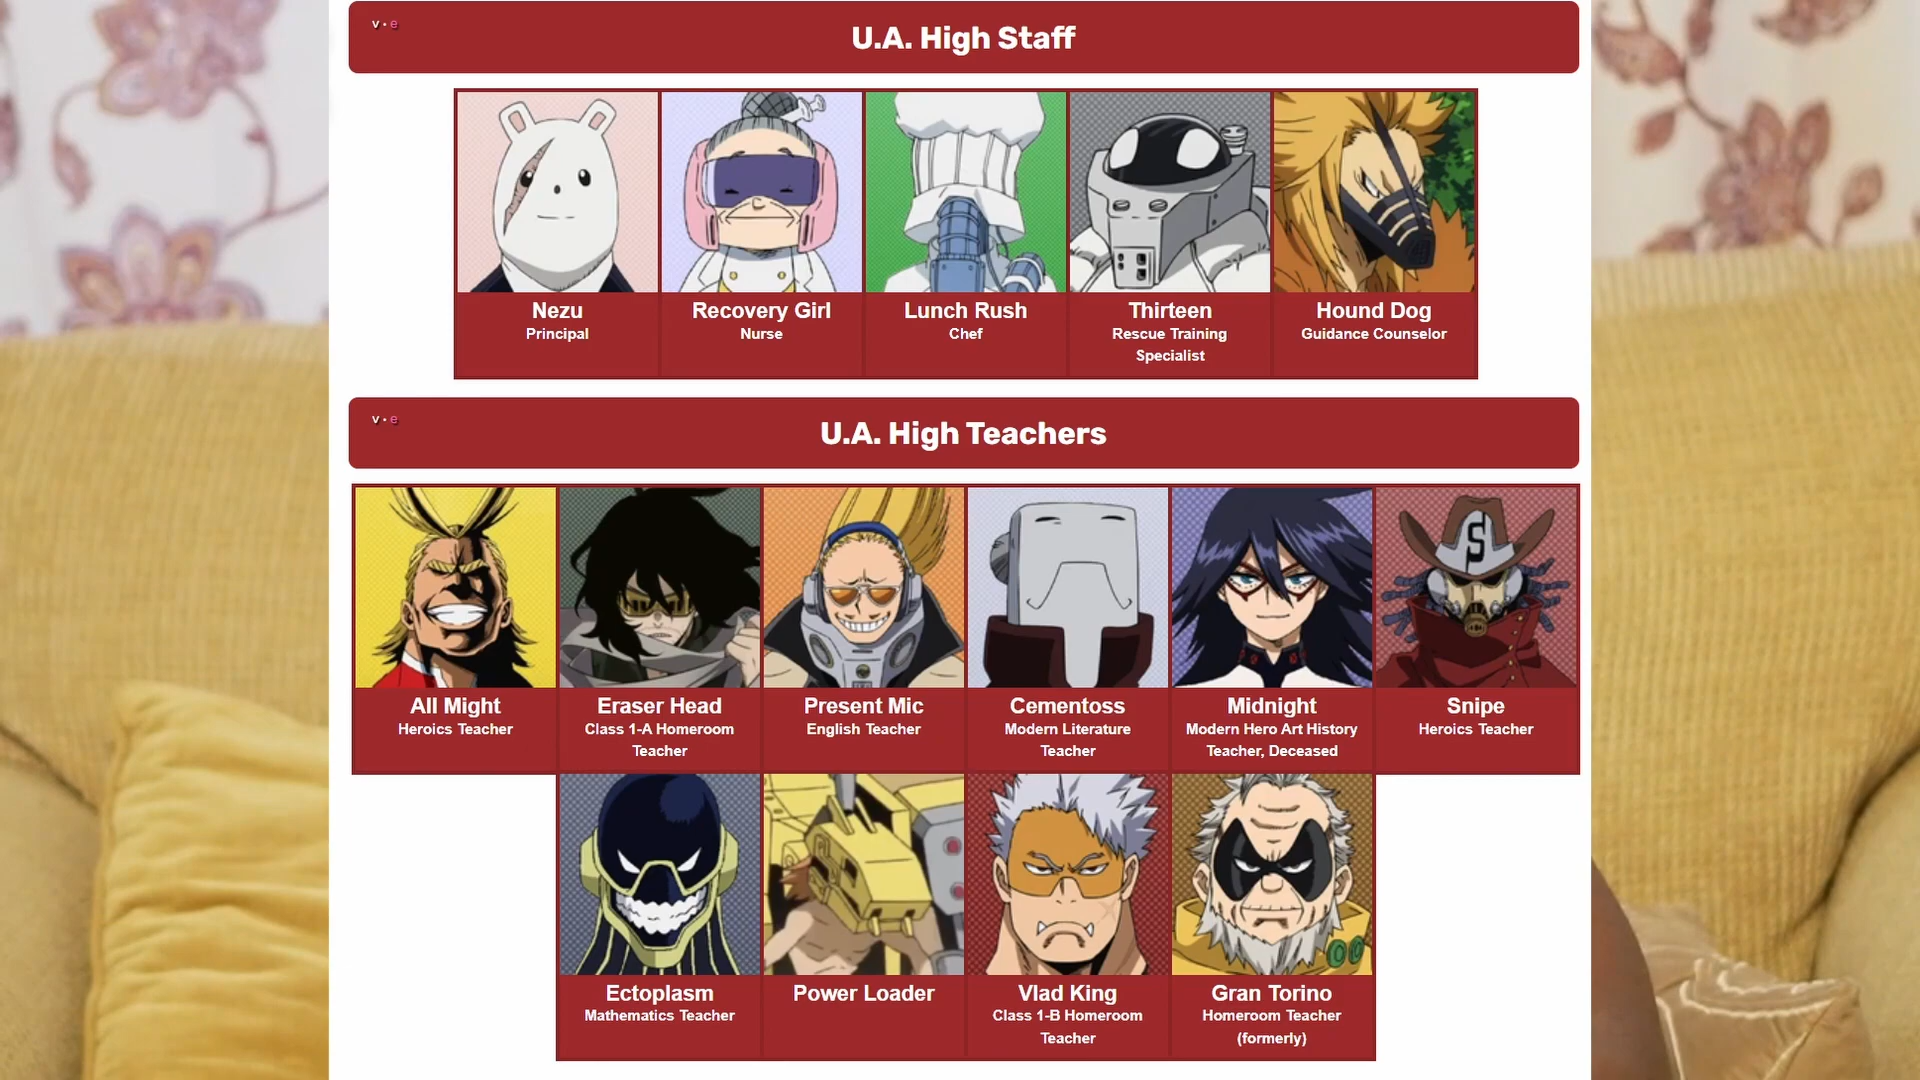 v · e
U.A. High Staff
Nezu
Principal
Recovery Girl
Nurse
Lunch Rush
Chef
Thirteen
Rescue Training
Specialist
Hound Dog
Guidance Counselor
v · e
U.A. High Teachers
All Might
Heroics Teacher
Eraser Head
Class 1-A Homeroom
Teacher
Present Mic
English Teacher
Cementoss
Modern Literature
Teacher
Midnight
Modern Hero Art History
Teacher, Deceased
S
Snipe
Heroics Teacher
Ectoplasm
Mathematics Teacher
Power Loader
Vlad King
Class 1-B Homeroom
Teacher
Gran Torino
Homeroom Teacher
(formerly)